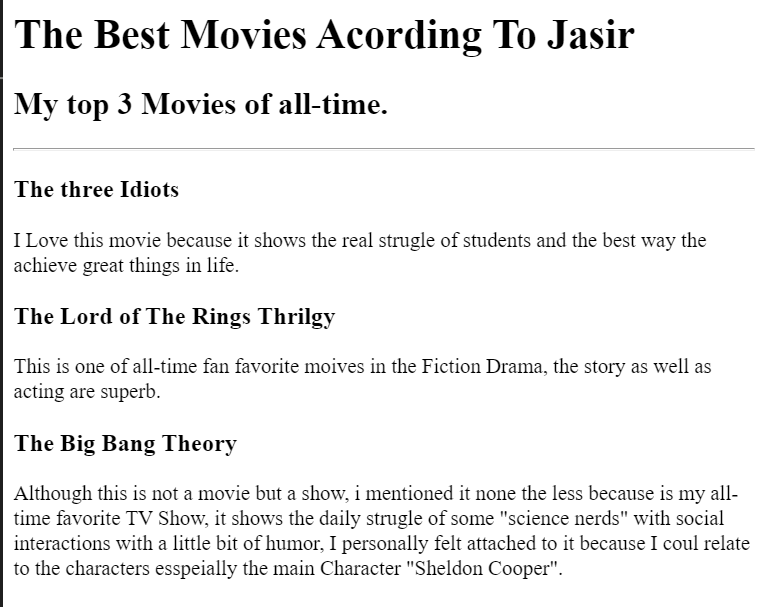 The Best Movies Acording To Jasir
My top 3 Movies of all-time.
The three Idiots
I Love this movie because it shows the real strugle of students and the best way the
achieve great things in life.
The Lord of The Rings Thrilgy
This is one of all-time fan favorite moives in the Fiction Drama, the story as well as
acting are superb.
The Big Bang Theory
Although this is not a movie but a show, i mentioned it none the less because is my all-
time favorite TV Show, it shows the daily strugle of some "science nerds" with social
interactions with a little bit of humor, I personally felt attached to it because I coul relate
to the characters esspeially the main Character "Sheldon Cooper".